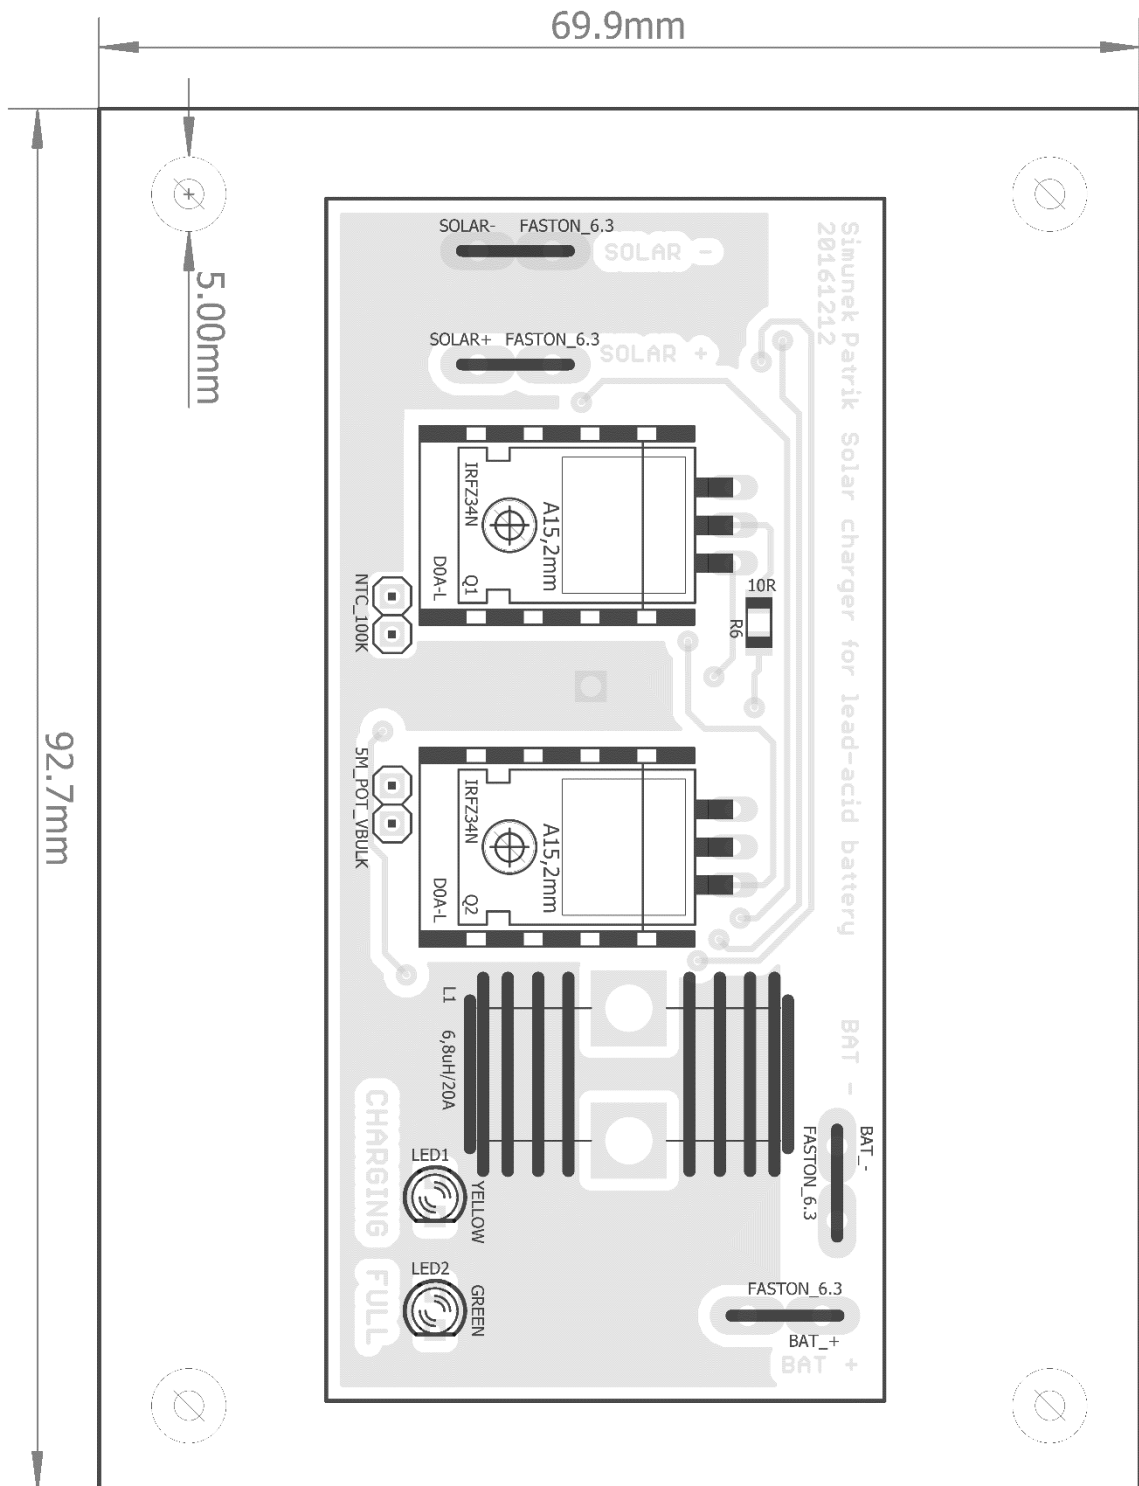 69.9mm
5.00mm
92.7mm
SOLAR- FASTON_6.3
SOLAR -
SOLAR+ FASTON_6.3
SOLAR +
Simunek Patrik Solar charger for lead-acid battery BAT -
20161212
IRFZ34N
A15,2mm
D0A-L
Q1
NTC_100K
10R
R6
5M_POT_VBULK
IRFZ34N
A15,2mm
D0A-L
Q2
L1 6,8uH/20A
CHARGING
LED1
YELLOW
FULL
LED2
GREEN
BAT_-
FASTON_6.3
FASTON_6.3
BAT_+
BAT +